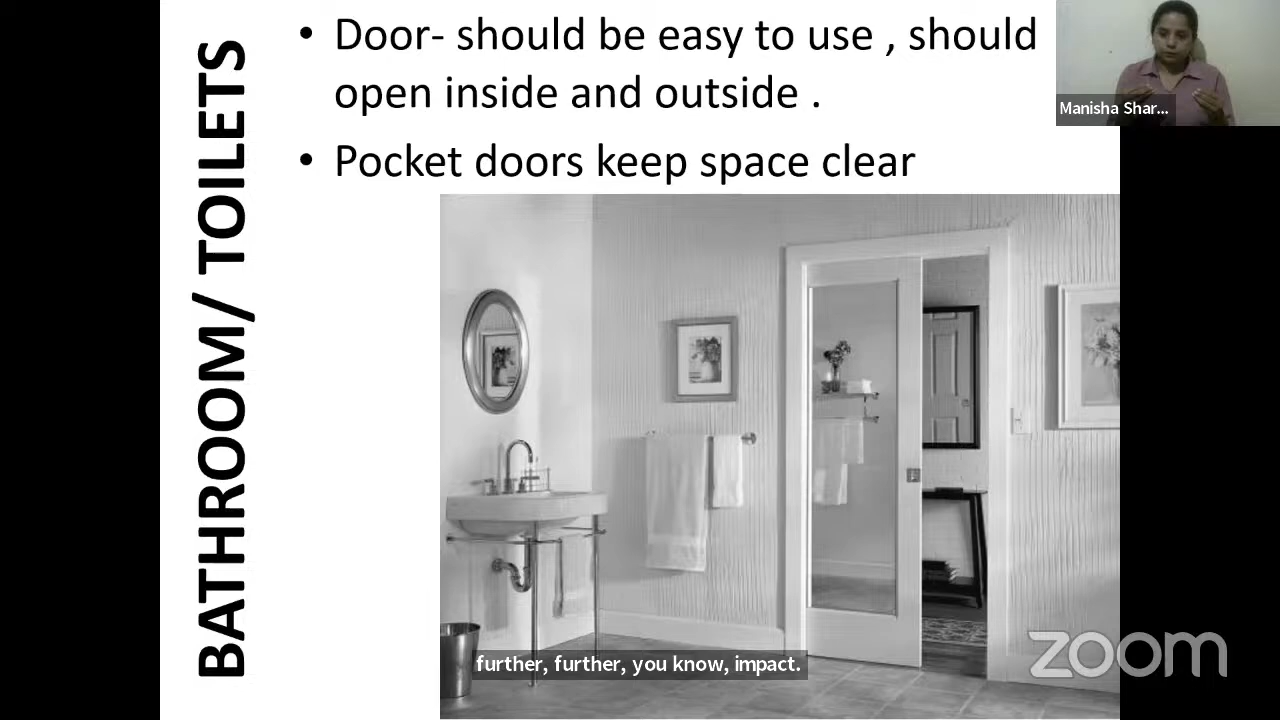 BATHROOM/ TOILETS
• Door- should be easy to use , should
open inside and outside .
• Pocket doors keep space clear
Manisha Shar...
further, further, you know, impact.
zoom